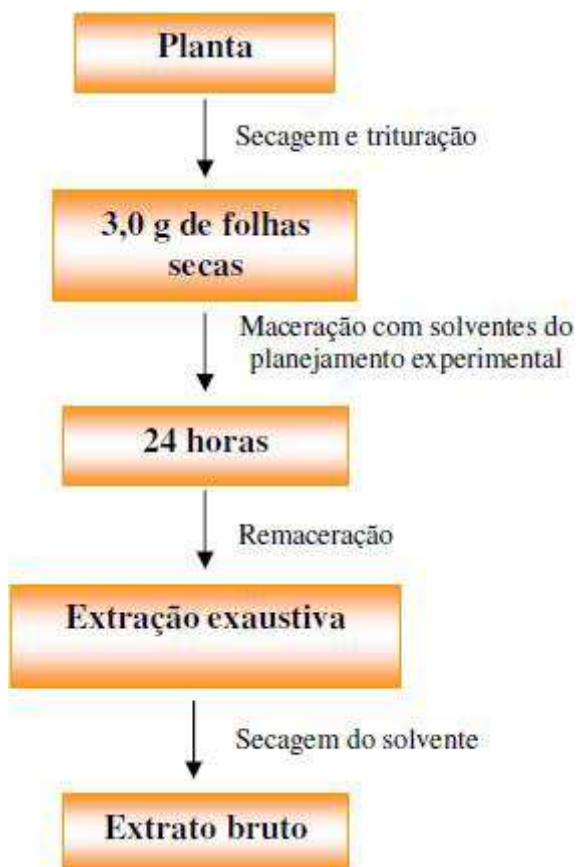 Planta
Secagem e trituração
3,0 g de folhas
secas
Maceração com solventes do
planejamento experimental
24 horas
Remaceração
Extração exaustiva
Secagem do solvente
Extrato bruto